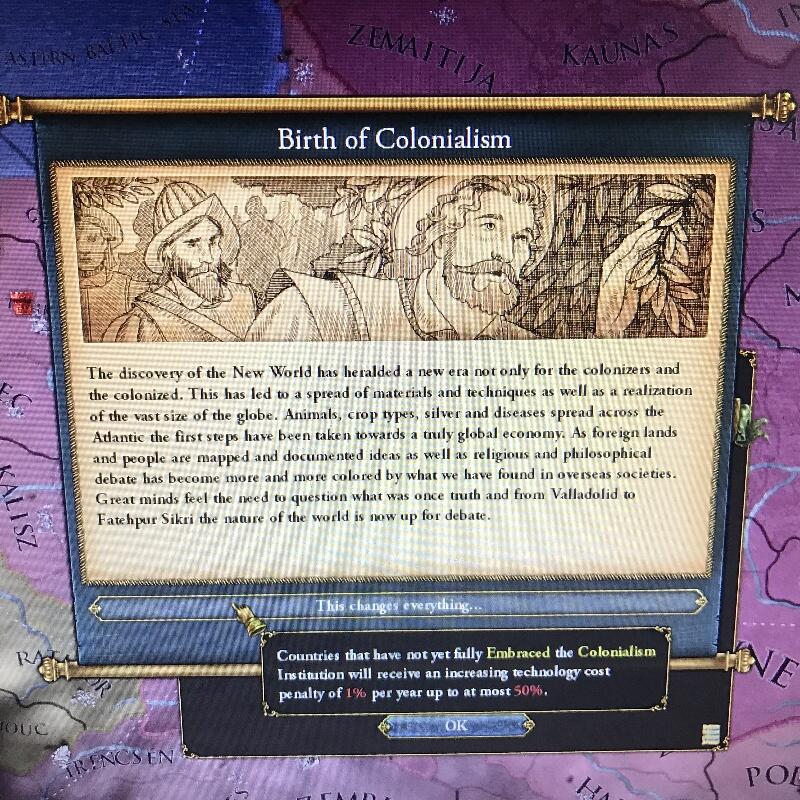 ASTERN BALTIC S
ZEMAITIJA
KAUNAS
Birth of Colonialism
The discovery of the New World has heralded a new era not only for the colonizers and
the colonized. This has led to a spread of materials and techniques as well as a realization
of the vast size of the globe. Animals, crop types, silver and diseases spread across the
Atlantic the first steps have been taken towards a truly global economy. As foreign lands
and people are mapped and documented ideas as well as religious and philosophical
debate has become more and more colored by what we have found in overseas societies.
Great minds feel the need to question what was once truth and from Valladolid to
Fatehpur Sikri the nature of the world is now up for debate.
KALISZ
This changes everything...
Countries that have not yet fully Embraced the Colonialism
Institution will receive an increasing technology cost
penalty of 1% per year up to at most 50%.
OK
OUC
TRENCSEN
POL